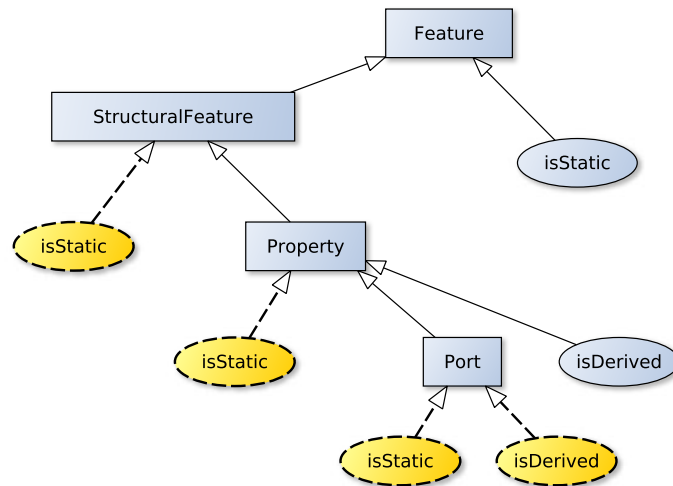 Feature
StructuralFeature
isStatic
isStatic
Property
isStatic
Port
isDerived
isStatic
isDerived